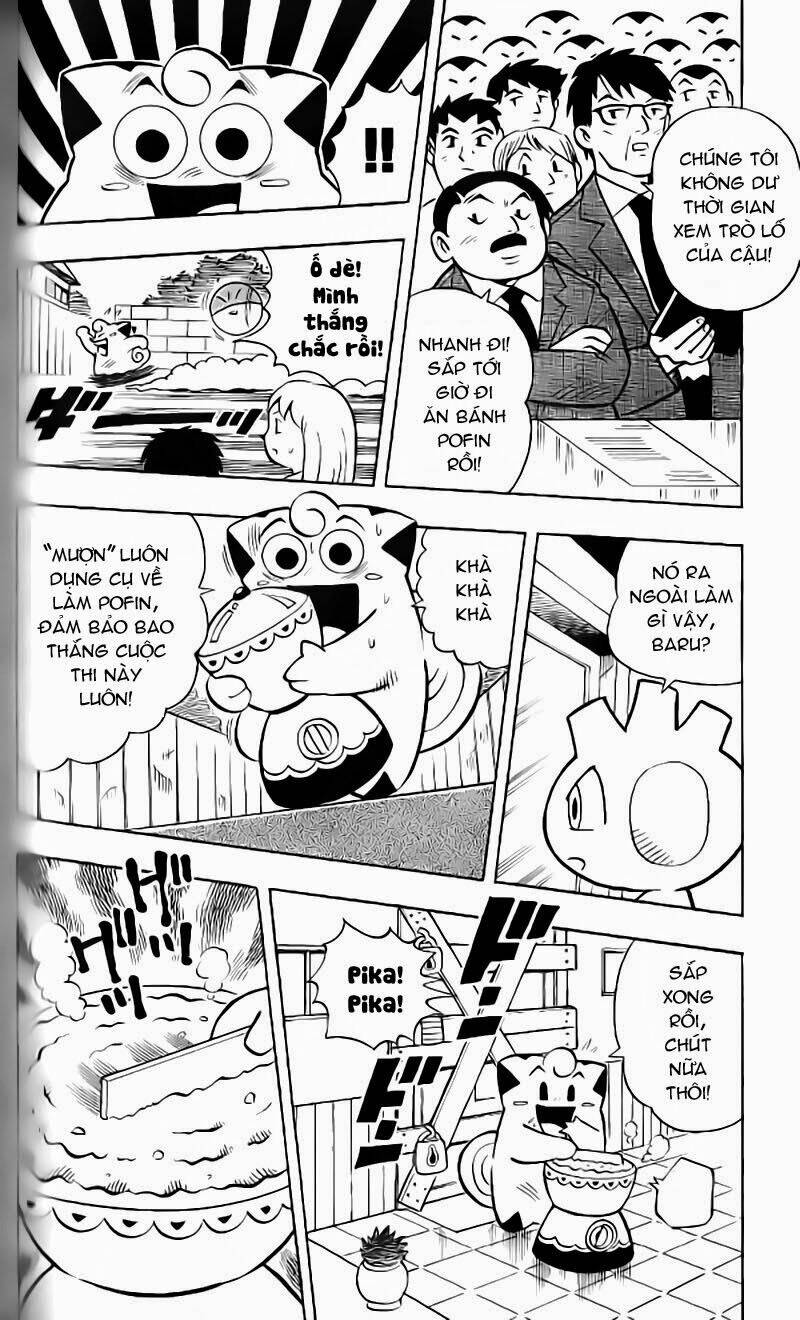 CHÚNG TÔI
KHÔNG DƯ
THỜI GIAN
XEM TRÒ LỐ
CỦA CẬU!
NHANH ĐI!
SẮP TỚI
GIỜ ĐI
ĂN BÁNH
POFIN
RỒI!
!!
Ố dè!
Mình
thắng
chắc rồi!
NÓ RA
NGOÀI LÀM
GÌ VẬY,
BARU?
KHÀ
KHÀ
KHÀ
"MƯỢN" LUÔN
DỤNG CỤ VỀ
LÀM POFIN,
ĐẢM BẢO BAO
THẮNG CUỘC
THI NÀY
LUÔN!
SẮP
XONG
RỒI,
CHÚT
NỮA
THÔI!
Pika!
Pika!